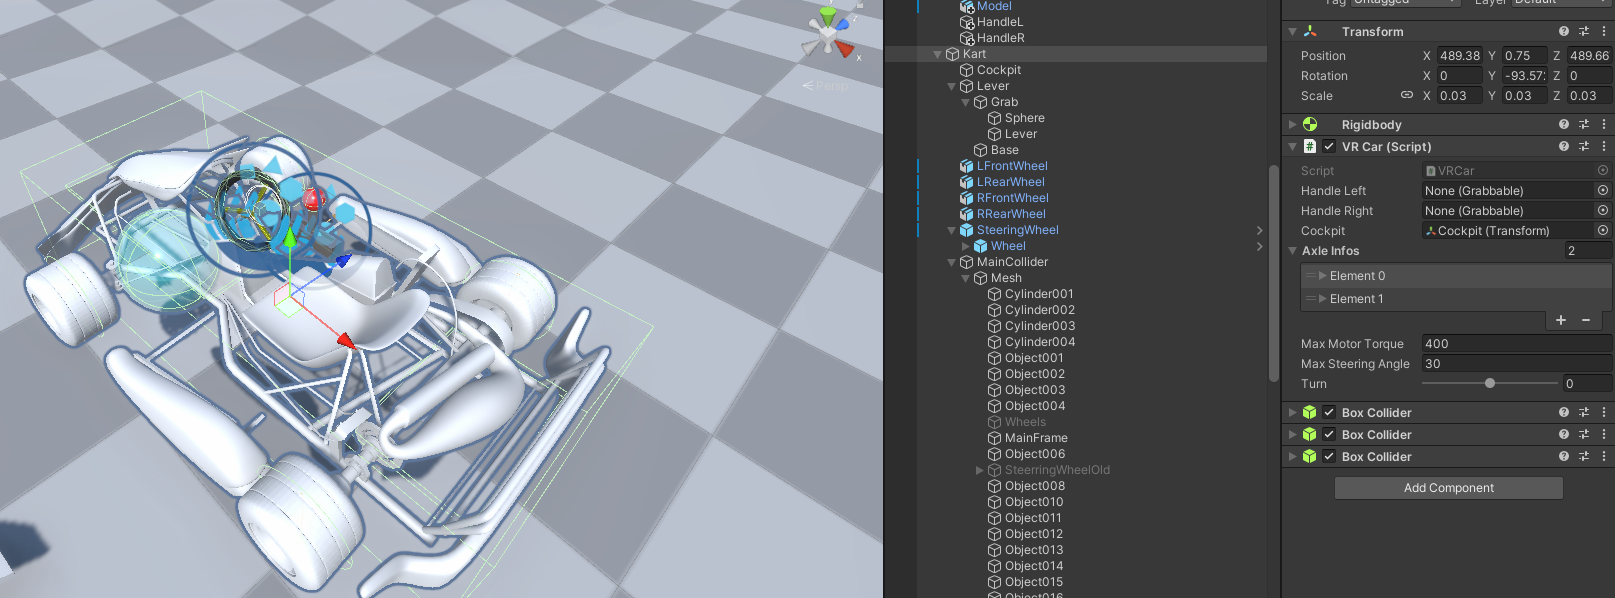 x
Persp
Model
HandleL
HandleR
Kart
Cockpit
Lever
Grab
Sphere
Lever
Base
LFrontWheel
LRearWheel
RFrontWheel
RRearWheel
SteeringWheel
Wheel
MainCollider
Mesh
Cylinder001
Cylinder002
Cylinder003
Cylinder004
Object001
Object002
Object003
Object004
Wheels
MainFrame
Object006
SteerringWheelOld
Object008
Object010
Object011
Object012
Object013
Object014
Object015
Object016
Tag Untagged Layer Default
Transform
Position X 489.38 Y 0.75 Z 489.66
Rotation X 0 Y -93.57: Z 0
Scale X 0.03 Y 0.03 Z 0.03
Rigidbody
# VR Car (Script)
Script VRCar
Handle Left None (Grabbable)
Handle Right None (Grabbable)
Cockpit Cockpit (Transform)
Axle Infos 2
Element 0
Element 1
+ −
Max Motor Torque 400
Max Steering Angle 30
Turn 0
Box Collider
Box Collider
Box Collider
Add Component